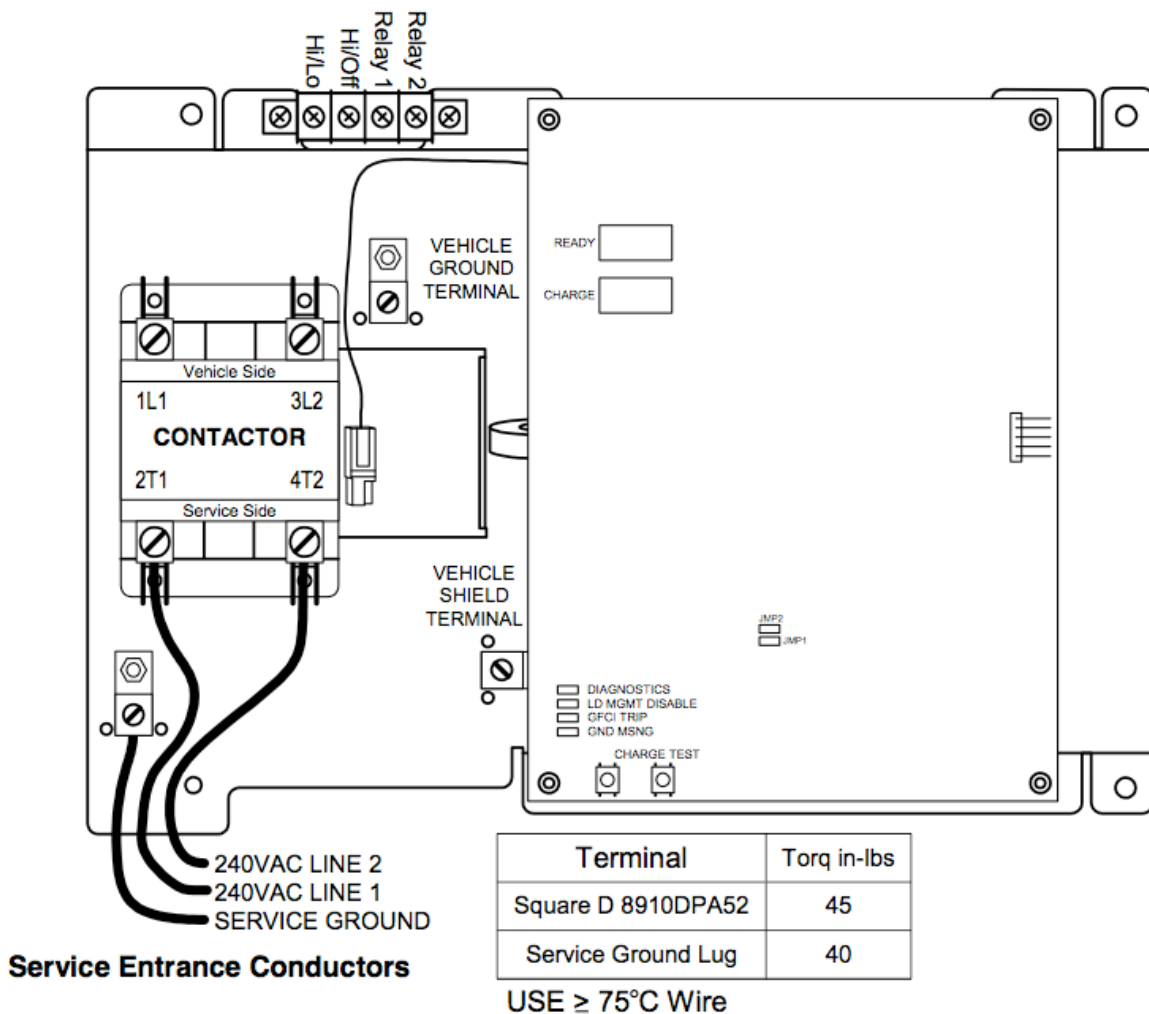 Hi/Lo
Hi/Off
Relay 1
Relay 2
READY
CHARGE
VEHICLE
GROUND
TERMINAL
Vehicle Side
1L1 3L2
CONTACTOR
2T1 4T2
Service Side
VEHICLE
SHIELD
TERMINAL
JMP2
JMP1
DIAGNOSTICS
LD MGMT DISABLE
GFCI TRIP
GND MSNG
CHARGE TEST
240VAC LINE 2
240VAC LINE 1
SERVICE GROUND
Service Entrance Conductors
Terminal Torq in-lbs
Square D 8910DPA52 45
Service Ground Lug 40
USE ≥ 75°C Wire